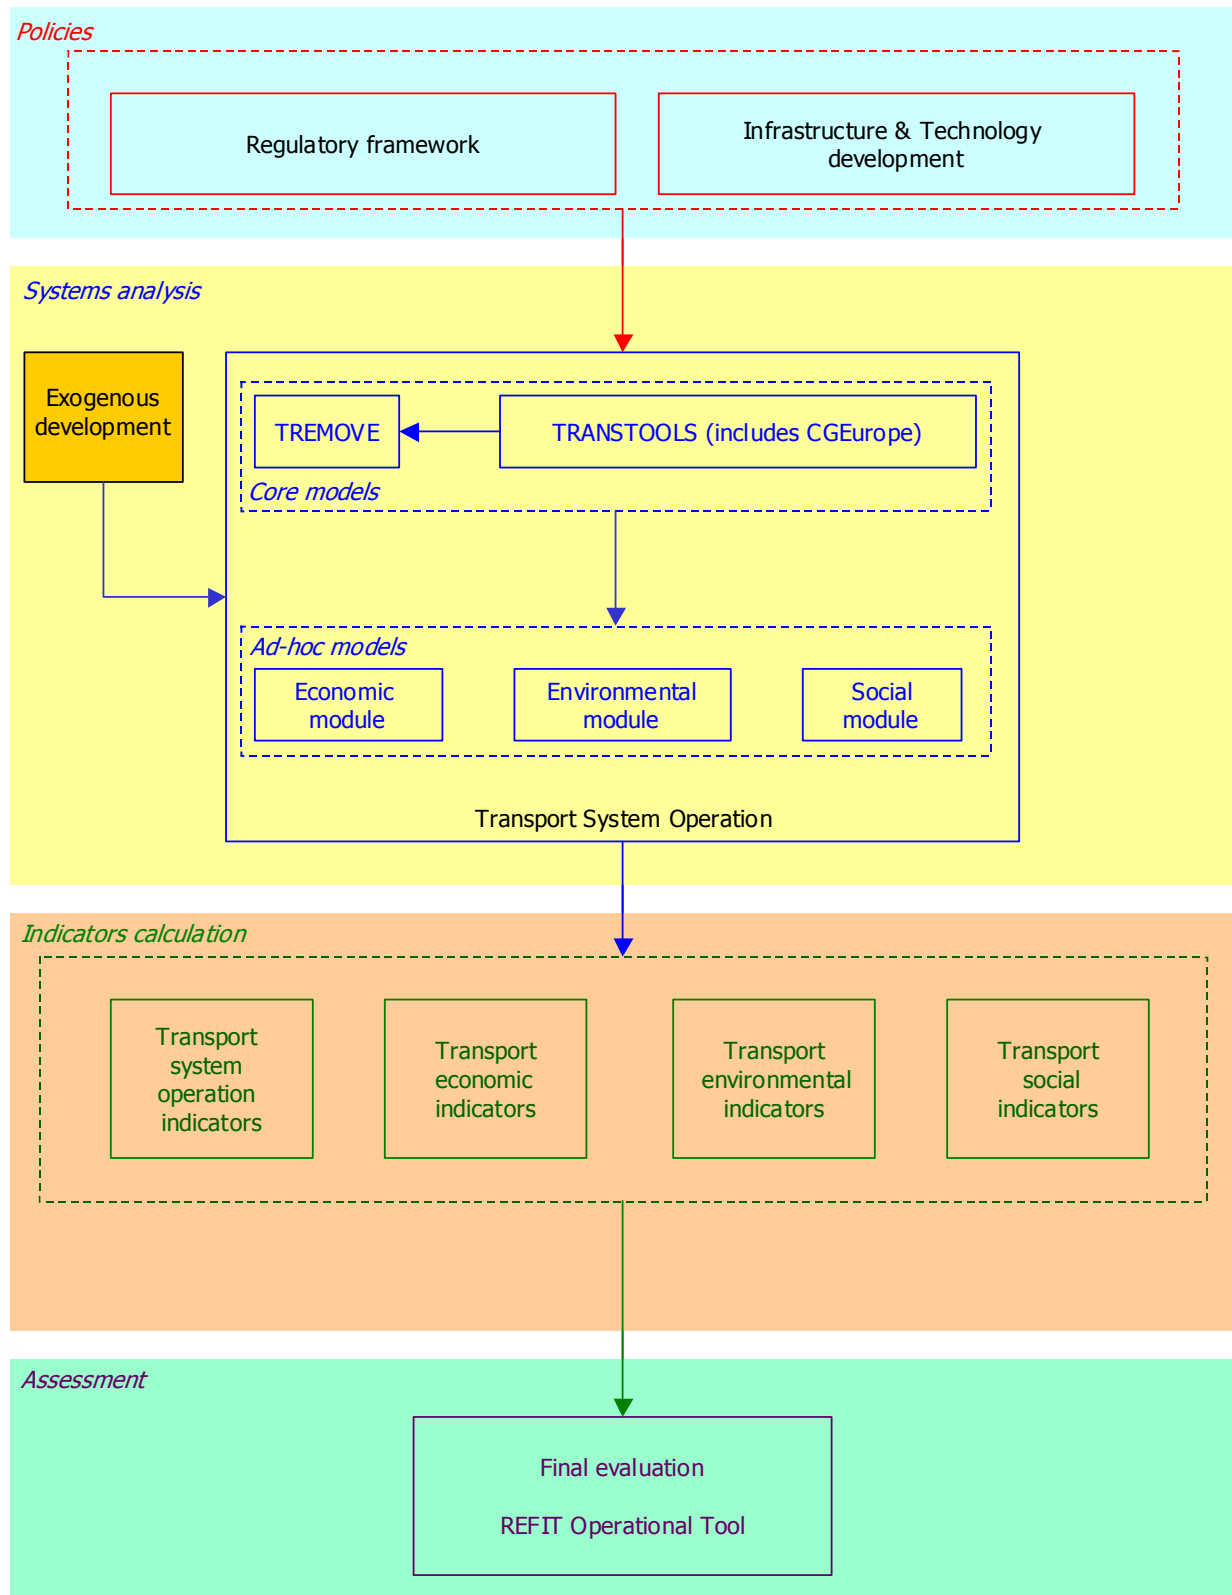 Policies
Regulatory framework
Infrastructure & Technology
development
Systems analysis
Exogenous
development
TREMOVE
TRANSTOOLS (includes CGEurope)
Core models
Ad-hoc models
Economic
module
Environmental
module
Social
module
Transport System Operation
Indicators calculation
Transport
system
operation
indicators
Transport
economic
indicators
Transport
environmental
indicators
Transport
social
indicators
Assessment
Final evaluation
REFIT Operational Tool